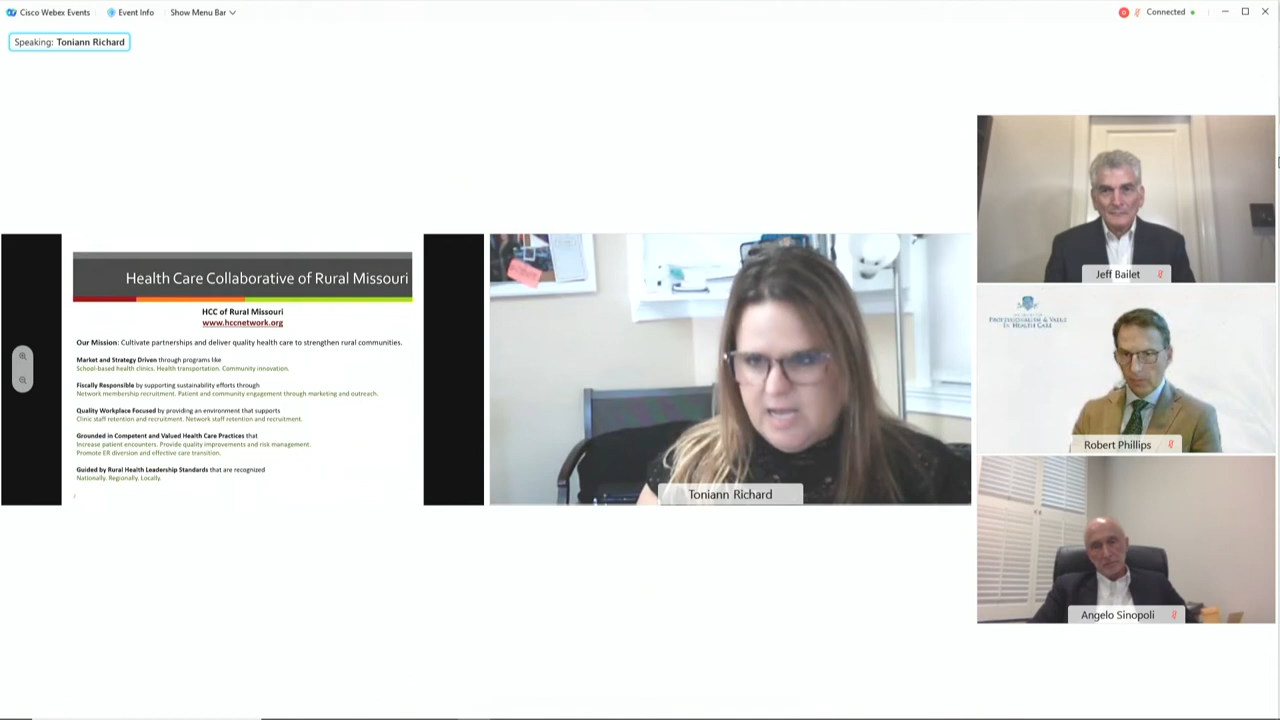 Cisco Webex Events
Event Info
Show Menu Bar
Connected
Speaking: Toniann Richard
Health Care Collaborative of Rural Missouri
HCC of Rural Missouri
www.hccnetwork.org
Our Mission: Cultivate partnerships and deliver quality health care to strengthen rural communities.
Market and Strategy Driven through programs like
School-based health clinics. Health transportation. Community innovation.
Fiscally Responsible by supporting sustainability efforts through
Network membership recruitment. Patient and community engagement through marketing and outreach.
Quality Workplace Focused by providing an environment that supports
Clinic staff retention and recruitment. Network staff retention and recruitment.
Grounded in Competent and Valued Health Care Practices that
Increase patient encounters. Provide quality improvements and risk management.
Promote ER diversion and effective care transition.
Guided by Rural Health Leadership Standards that are recognized
Nationally. Regionally. Locally.
Toniann Richard
Jeff Bailet
PROFESSIONALISM & VALUE
IN HEALTH CARE
Robert Phillips
Angelo Sinopoli